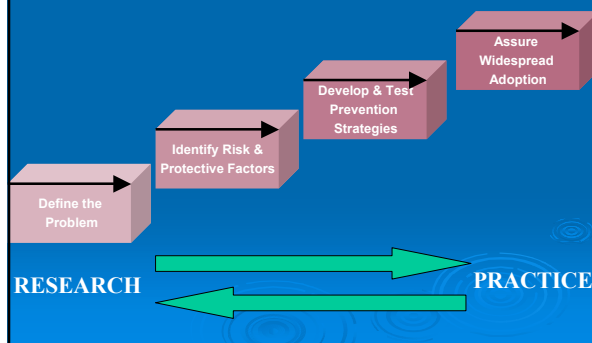 Define the
Problem
Identify Risk &
Protective Factors
Develop & Test
Prevention
Strategies
Assure
Widespread
Adoption
RESEARCH
PRACTICE